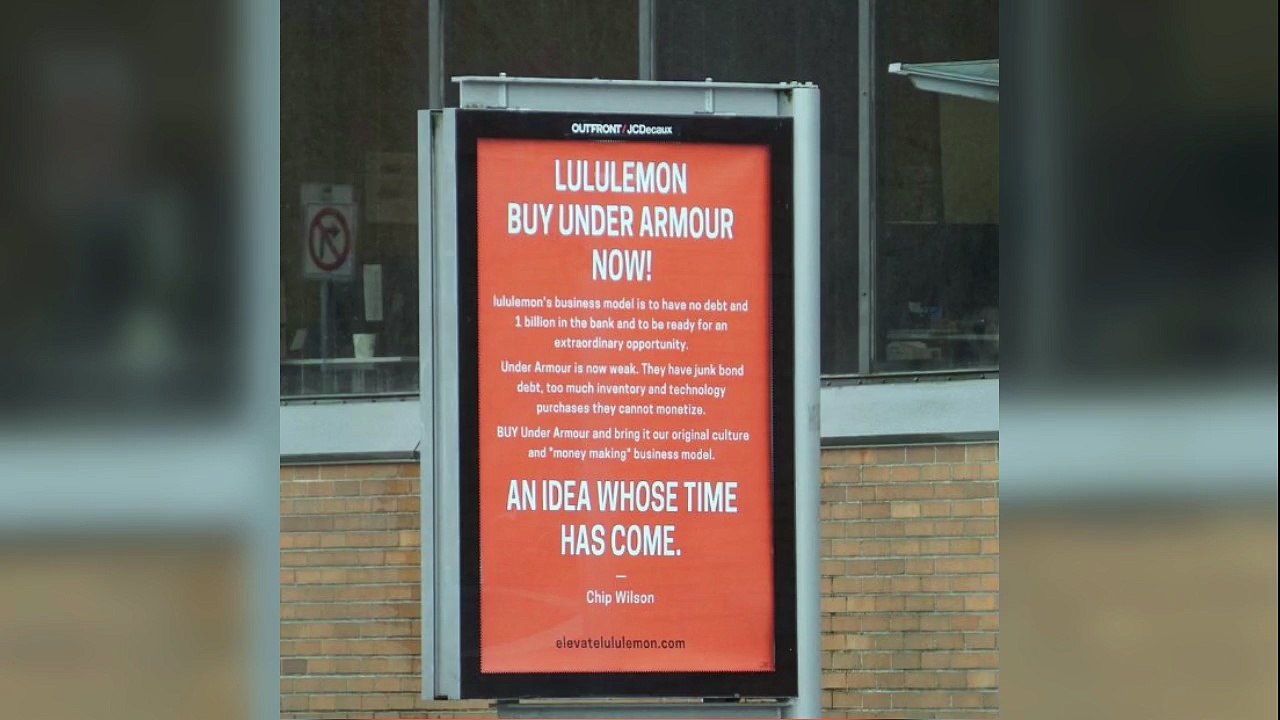 OUTFRONT/JCDecaux
LULULEMON
BUY UNDER ARMOUR
NOW!
lululemon's business model is to have no debt and
1 billion in the bank and to be ready for an
extraordinary opportunity.
Under Armour is now weak. They have junk bond
debt, too much inventory and technology
purchases they cannot monetize.
BUY Under Armour and bring it our original culture
and "money making" business model.
AN IDEA WHOSE TIME
HAS COME.
–
Chip Wilson
elevatelululemon.com